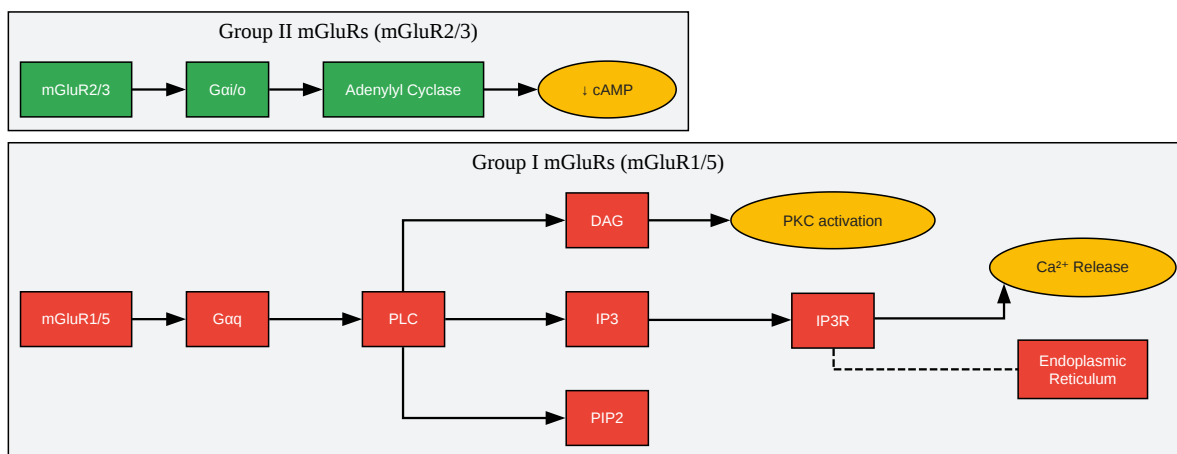 Group II mGluRs (mGluR2/3)
mGluR2/3
Gαi/o
Adenylyl Cyclase
↓ cAMP
Group I mGluRs (mGluR1/5)
DAG
PKC activation
Ca²⁺ Release
mGluR1/5
Gαq
PLC
IP3
IP3R
Endoplasmic
Reticulum
PIP2